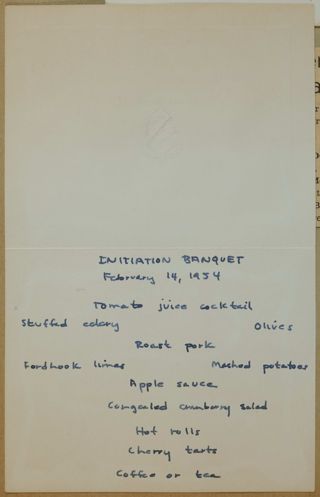 INITIATION BANQUET
February 14, 1954
Tomato juice cocktail
Stuffed celery Olives
Roast pork
Fordhook limas Mashed potatoes
Apple sauce
Congealed cranberry salad
Hot rolls
Cherry tarts
Coffee or tea